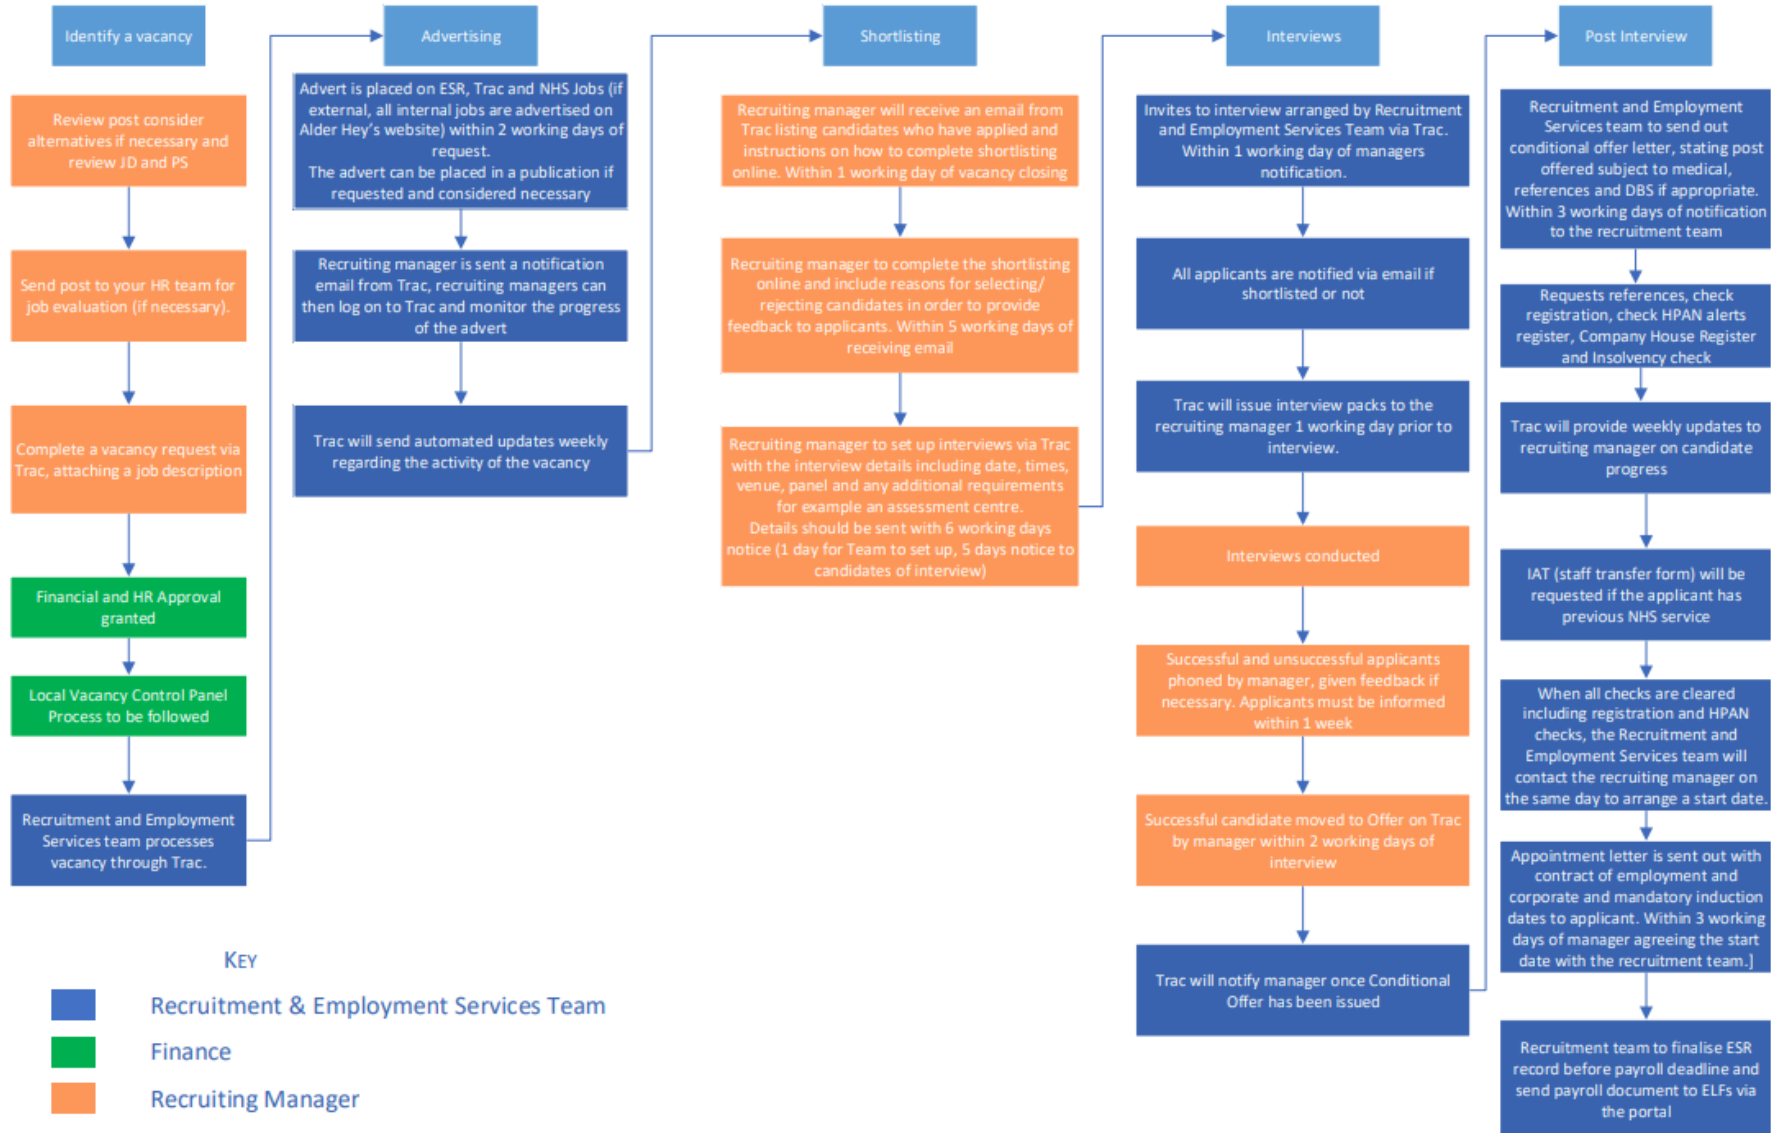 Identify a vacancy
Review post consider
alternatives if necessary and
review JD and PS
Send post to your HR team for
job evaluation (if necessary).
Complete a vacancy request via
Trac, attaching a job description
Financial and HR Approval
granted
Local Vacancy Control Panel
Process to be followed
Recruitment and Employment
Services team processes
vacancy through Trac.
Advertising
Advert is placed on ESR, Trac and NHS Jobs (if
external, all internal jobs are advertised on
Alder Hey's website) within 2 working days of
request.
The advert can be placed in a publication if
requested and considered necessary
Recruiting manager is sent a notification
email from Trac, recruiting managers can
then log on to Trac and monitor the progress
of the advert
Trac will send automated updates weekly
regarding the activity of the vacancy
Shortlisting
Recruiting manager will receive an email from
Trac listing candidates who have applied and
instructions on how to complete shortlisting
online. Within 1 working day of vacancy closing
Recruiting manager to complete the shortlisting
online and include reasons for selecting/
rejecting candidates in order to provide
feedback to applicants. Within 5 working days of
receiving email
Recruiting manager to set up interviews via Trac
with the interview details including date, times,
venue, panel and any additional requirements
for example an assessment centre.
Details should be sent with 6 working days
notice (1 day for Team to set up, 5 days notice to
candidates of interview)
Interviews
Invites to interview arranged by Recruitment
and Employment Services Team via Trac.
Within 1 working day of managers
notification.
All applicants are notified via email if
shortlisted or not
Trac will issue interview packs to the
recruiting manager 1 working day prior to
interview.
Interviews conducted
Successful and unsuccessful applicants
phoned by manager, given feedback if
necessary. Applicants must be informed
within 1 week
Successful candidate moved to Offer on Trac
by manager within 2 working days of
interview
Trac will notify manager once Conditional
Offer has been issued
Post Interview
Recruitment and Employment
Services team to send out
conditional offer letter, stating post
offered subject to medical,
references and DBS if appropriate.
Within 3 working days of notification
to the recruitment team
Requests references, check
registration, check HPAN alerts
register, Company House Register
and Insolvency check
Trac will provide weekly updates to
recruiting manager on candidate
progress
IAT (staff transfer form) will be
requested if the applicant has
previous NHS service
When all checks are cleared
including registration and HPAN
checks, the Recruitment and
Employment Services team will
contact the recruiting manager on
the same day to arrange a start date.
Appointment letter is sent out with
contract of employment and
corporate and mandatory induction
dates to applicant. Within 3 working
days of manager agreeing the start
date with the recruitment team.]
Recruitment team to finalise ESR
record before payroll deadline and
send payroll document to ELFs via
the portal
KEY
Recruitment & Employment Services Team
Finance
Recruiting Manager